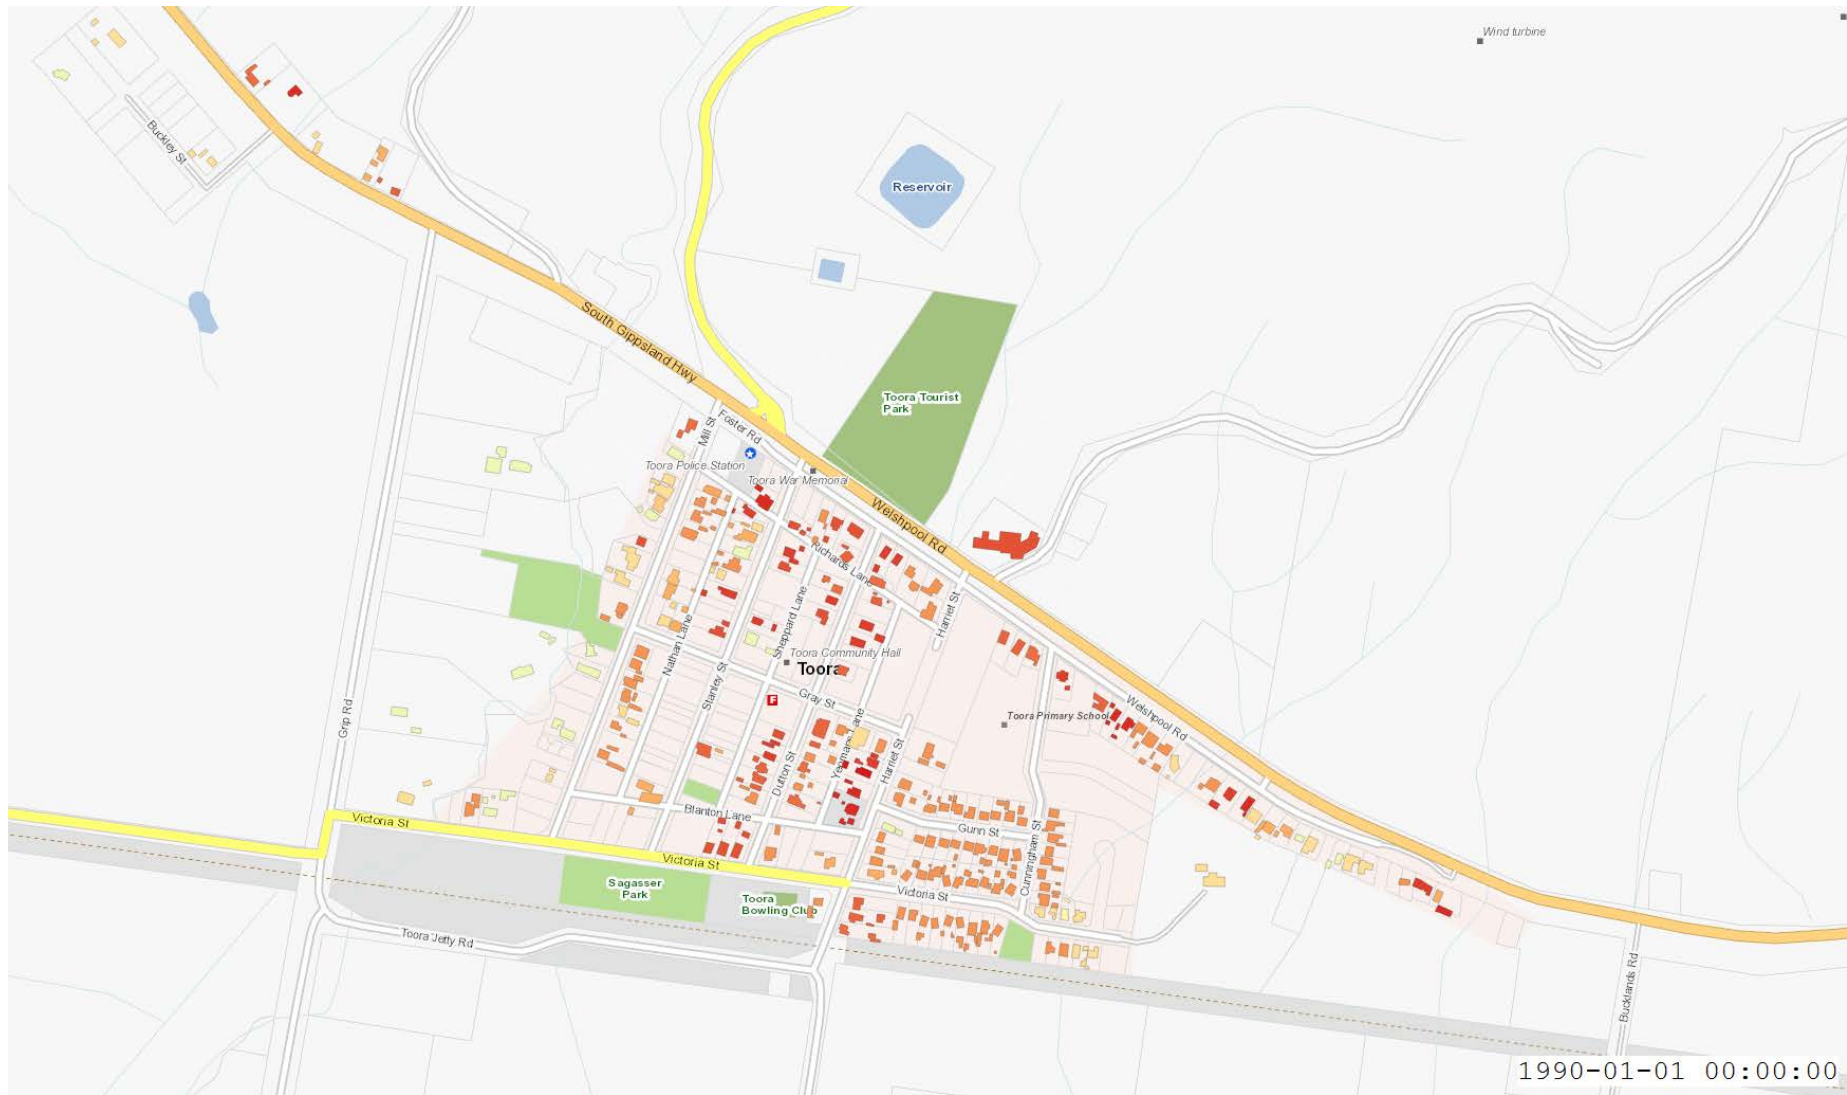 Wind turbine
Buckley St
Reservoir
South Gippsland Hwy
Toora Tourist
Park
Mill St
Foster Rd
Toora Police Station
Toora War Memorial
Welshpool Rd
Richards Lane
Sheppard Lane
Harriet St
Nathan Lane
Toora Community Hall
Toora
Stanley St
Gray St
Grip Rd
F
Welshpool Rd
Toora Primary School
Yeomans Lane
Harriet St
Dutton St
Blanton Lane
Victoria St
Gunn St
Cunningham St
Victoria St
Sagasser
Park
Toora
Bowling Club
Victoria St
Toora Jetty Rd
Bucklands Rd
1990-01-01 00:00:00